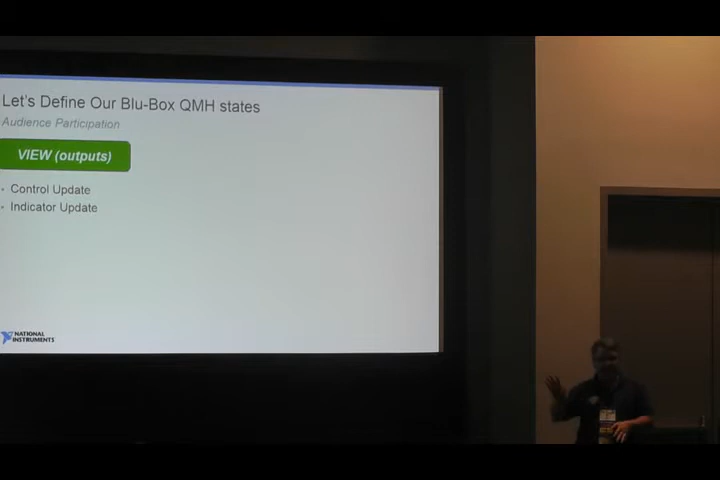 Let's Define Our Blu-Box QMH states
Audience Participation
VIEW (outputs)
Control Update
Indicator Update
NATIONAL
INSTRUMENTS